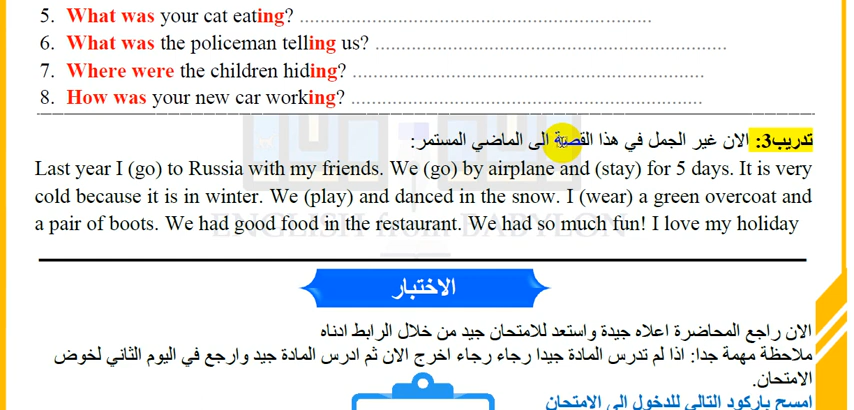 5. What was your cat eating? ........................................................................
6. What was the policeman telling us? ........................................................................
7. Where were the children hiding? ........................................................................
8. How was your new car working? ........................................................................
تدريب3: الان غير الجمل في هذا القصية الى الماضي المستمر:
Last year I (go) to Russia with my friends. We (go) by airplane and (stay) for 5 days. It is very
cold because it is in winter. We (play) and danced in the snow. I (wear) a green overcoat and
a pair of boots. We had good food in the restaurant. We had so much fun! I love my holiday
ENGLISH from BABYLON
الاختبار
الان راجع المحاضرة اعلاه جيدة واستعد للامتحان جيد من خلال الرابط ادناه
ملاحظة مهمة جدا: اذا لم تدرس المادة جيدا رجاء رجاء اخرج الان ثم ادرس المادة جيد وارجع في اليوم الثاني لخوض
الامتحان.
امسح باركود التالي للدخول الى الامتحان